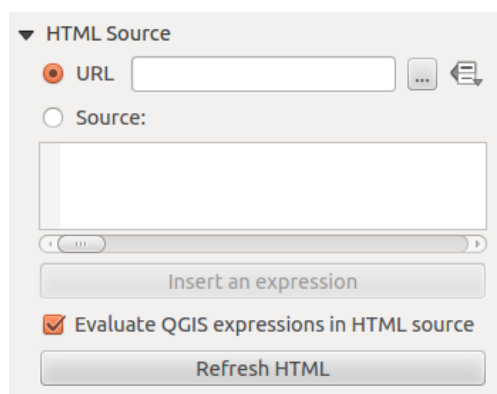 HTML Source
URL ...
Source:
Insert an expression
Evaluate QGIS expressions in HTML source
Refresh HTML